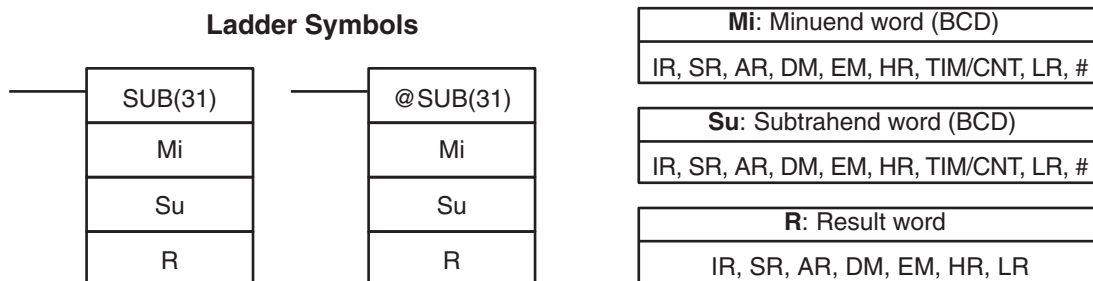 Ladder Symbols
SUB(31)
Mi
Su
R
@SUB(31)
Mi
Su
R
Mi: Minuend word (BCD)
IR, SR, AR, DM, EM, HR, TIM/CNT, LR, #
Su: Subtrahend word (BCD)
IR, SR, AR, DM, EM, HR, TIM/CNT, LR, #
R: Result word
IR, SR, AR, DM, EM, HR, LR